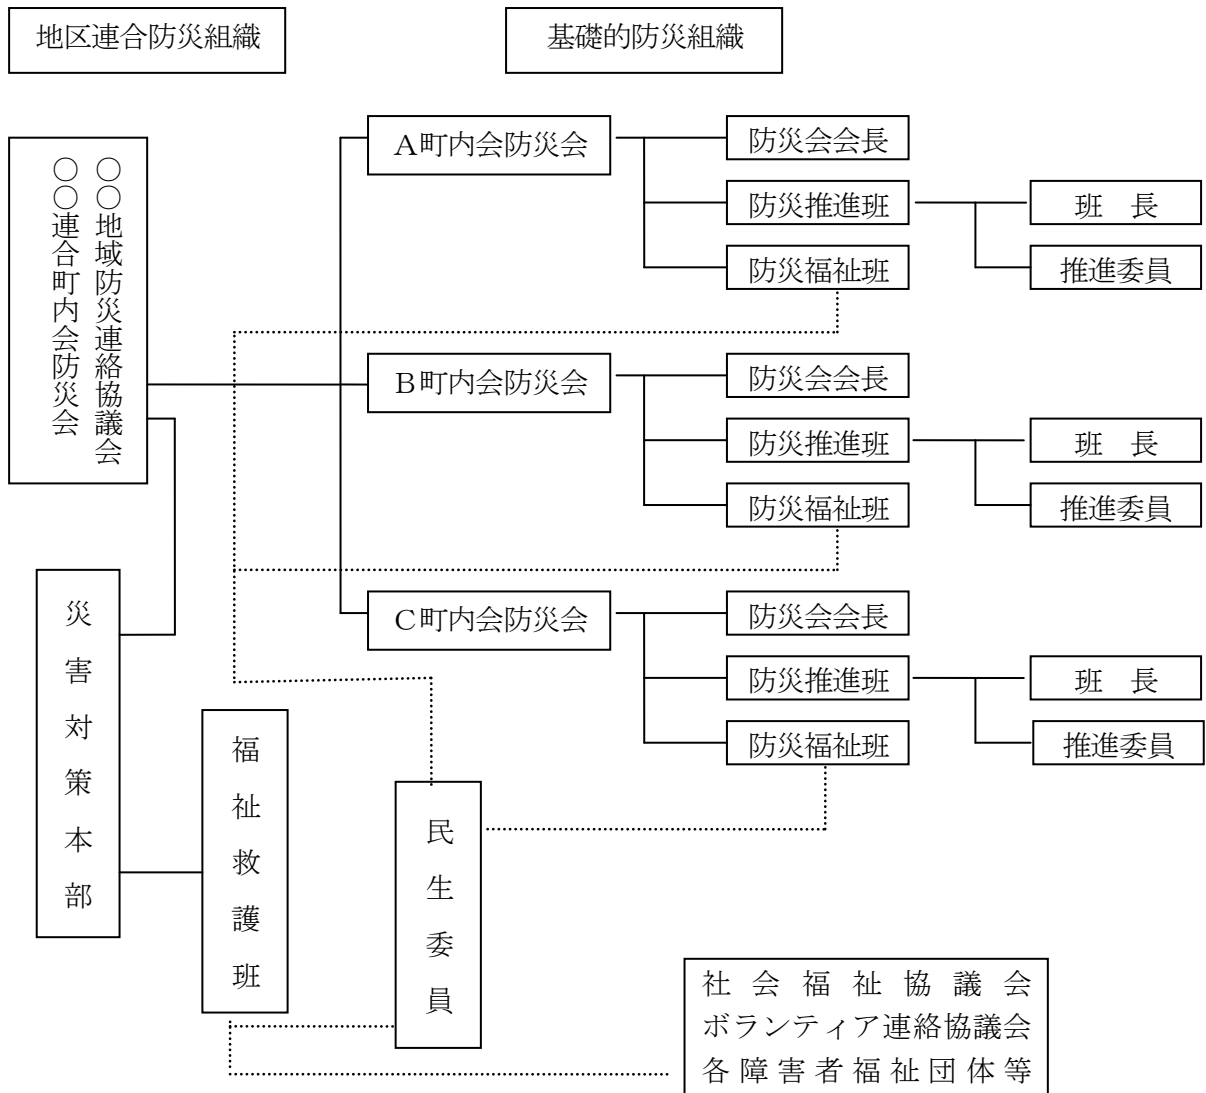 地区連合防災組織
基礎的防災組織
○○地域防災連絡協議会
○○連合町内会防災会
A町内会防災会
防災会会長
防災推進班
班　長
推進委員
防災福祉班
B町内会防災会
防災会会長
防災推進班
班　長
推進委員
防災福祉班
C町内会防災会
防災会会長
防災推進班
班　長
推進委員
防災福祉班
災害対策本部
福祉救護班
民生委員
社会福祉協議会
ボランティア連絡協議会
各障害者福祉団体等